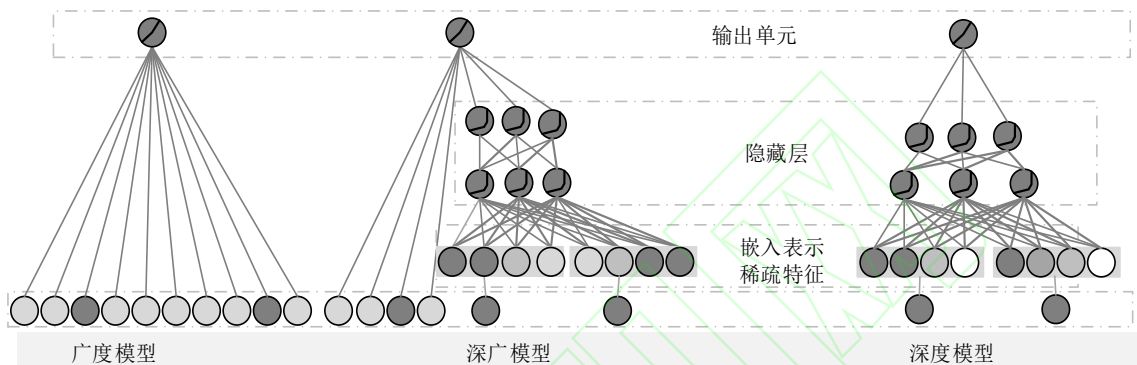 输出单元
隐藏层
嵌入表示
稀疏特征
广度模型
深广模型
深度模型